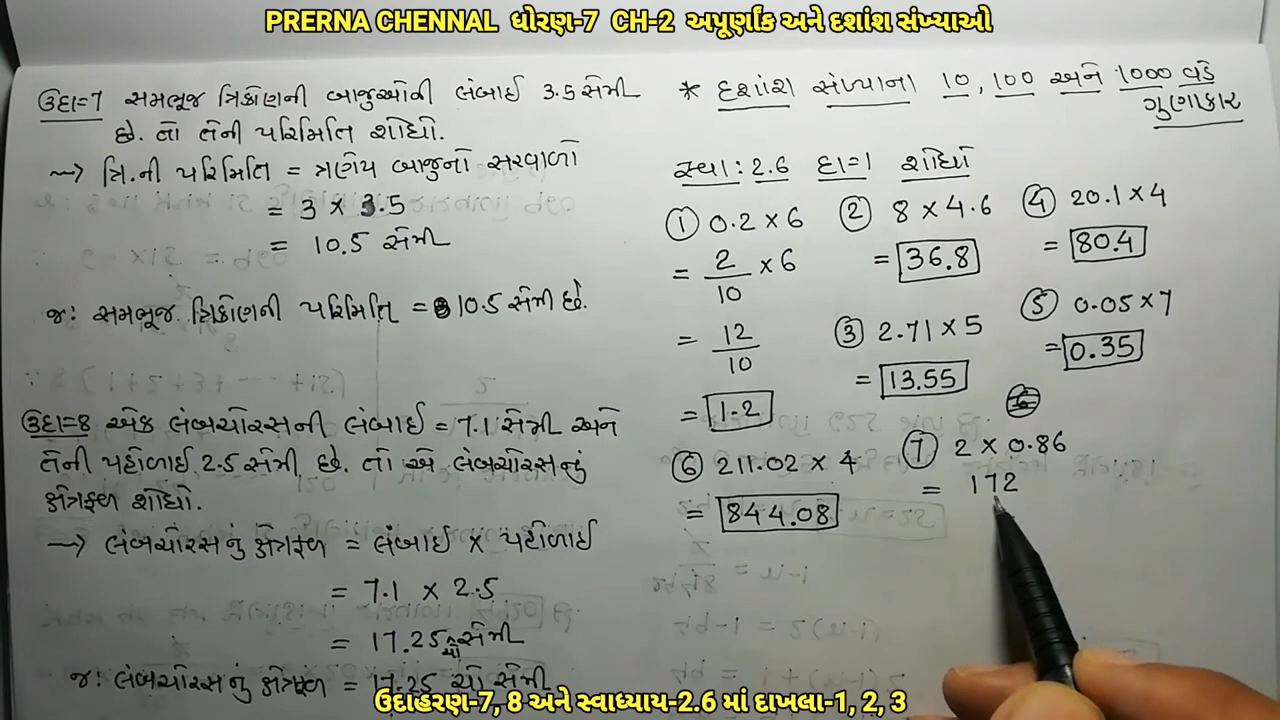 PRERNA CHENNAL ધોરણ-7 CH-2 અપૂર્ણાંક અને દશાંશ સંખ્યાઓ
ઉદા=7 સમભૂજ ત્રિકોણની બાજુઓની લંબાઈ 3.5 સેમી
છે. તો તેની પરિમિતિ શોધો.
→ ત્રિ.ની પરિમિતિ = ત્રણેય બાજુનો સરવાળો
= 3 × 3.5
= 10.5 સેમી
જ: સમભૂજ ત્રિકોણની પરિમિતિ = 10.5 સેમી છે.
ઉદા=8 એક લંબચોરસની લંબાઈ = 7.1 સેમી અને
તેની પહોળાઈ 2.5 સેમી છે. તો એ લંબચોરસનું
ક્ષેત્રફળ શોધો.
→ લંબચોરસનું ક્ષેત્રફળ = લંબાઈ × પહોળાઈ
= 7.1 × 2.5
= 17.25 ચો સેમી
જ: લંબચોરસનું ક્ષેત્રફળ = 17.25 ચો સેમી
* દશાંશ સંખ્યાના 10, 100 અને 1000 વડે
ગુણાકાર
સ્વા: 2.6 દા=1 શોધો
① 0.2 × 6
= 2/10 × 6
= 12/10
= 1.2
② 8 × 4.6
= 36.8
③ 2.71 × 5
= 13.55
④ 20.1 × 4
= 80.4
⑤ 0.05 × 7
= 0.35
⑥ 211.02 × 4
= 844.08
⑦ 2 × 0.86
= 172
ઉદાહરણ-7, 8 અને સ્વાધ્યાય-2.6 માં દાખલા-1, 2, 3